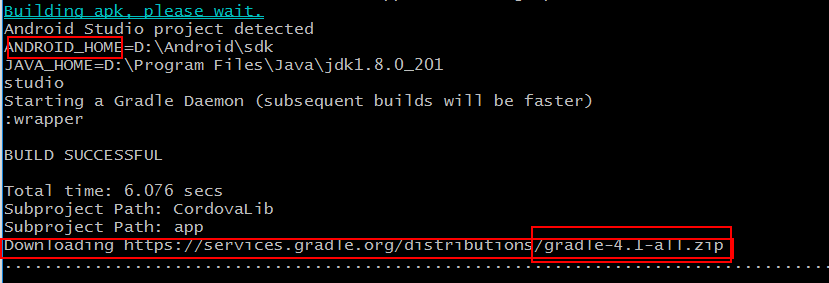 Building apk, please wait.
Android Studio project detected
ANDROID_HOME=D:\Android\sdk
JAVA_HOME=D:\Program Files\Java\jdk1.8.0_201
studio
Starting a Gradle Daemon (subsequent builds will be faster)
:wrapper
BUILD SUCCESSFUL
Total time: 6.076 secs
Subproject Path: CordovaLib
Subproject Path: app
Downloading https://services.gradle.org/distributions/gradle-4.1-all.zip
................................................................................